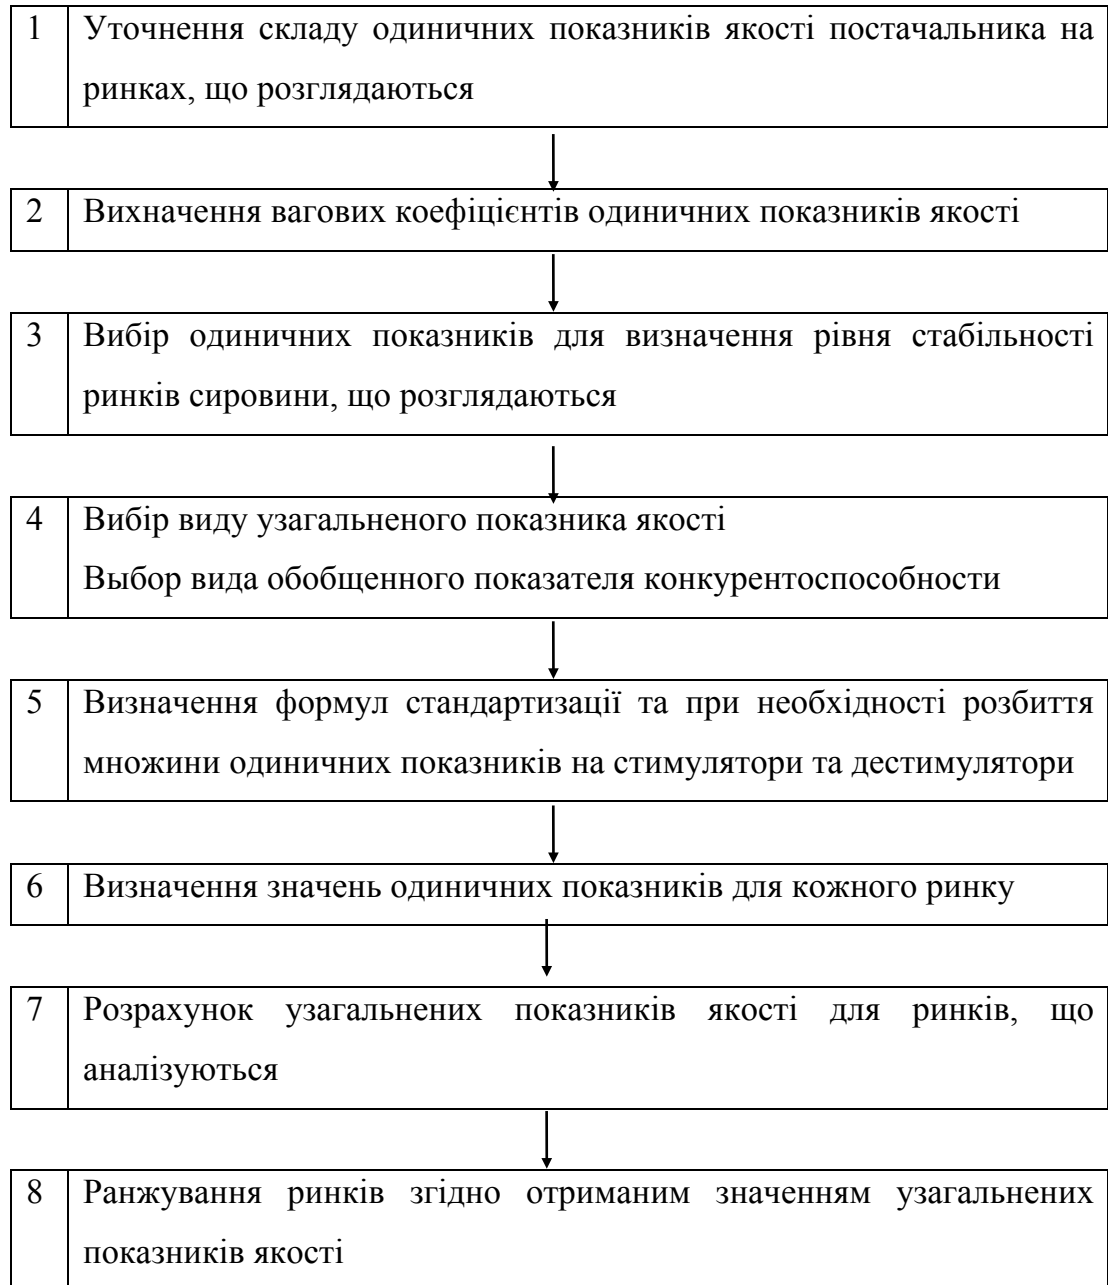 1 Уточнення складу одиничних показників якості постачальника на
ринках, що розглядаються
2 Вихначення вагових коефіцієнтів одиничних показників якості
3 Вибір одиничних показників для визначення рівня стабільності
ринків сировини, що розглядаються
4 Вибір виду узагальненого показника якості
Выбор вида обобщенного показателя конкурентоспособности
5 Визначення формул стандартизації та при необхідності розбиття
множини одиничних показників на стимулятори та дестимулятори
6 Визначення значень одиничних показників для кожного ринку
7 Розрахунок узагальнених показників якості для ринків, що
аналізуються
8 Ранжування ринків згідно отриманим значенням узагальнених
показників якості